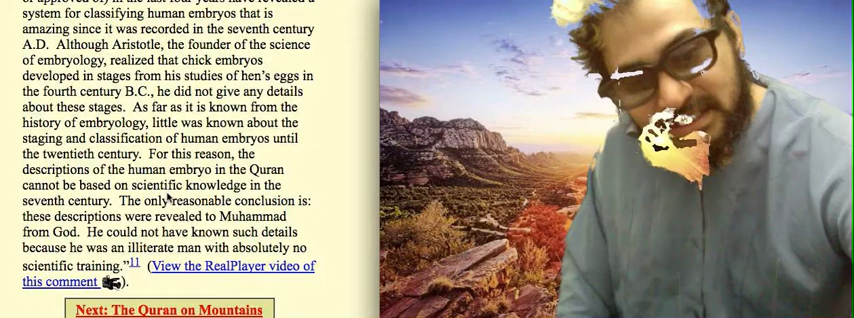 system for classifying human embryos that is
amazing since it was recorded in the seventh century
A.D.  Although Aristotle, the founder of the science
of embryology, realized that chick embryos
developed in stages from his studies of hen's eggs in
the fourth century B.C., he did not give any details
about these stages.  As far as it is known from the
history of embryology, little was known about the
staging and classification of human embryos until
the twentieth century.  For this reason, the
descriptions of the human embryo in the Quran
cannot be based on scientific knowledge in the
seventh century.  The only reasonable conclusion is:
these descriptions were revealed to Muhammad
from God.  He could not have known such details
because he was an illiterate man with absolutely no
scientific training."11  (View the RealPlayer video of
this comment ).
Next: The Quran on Mountains